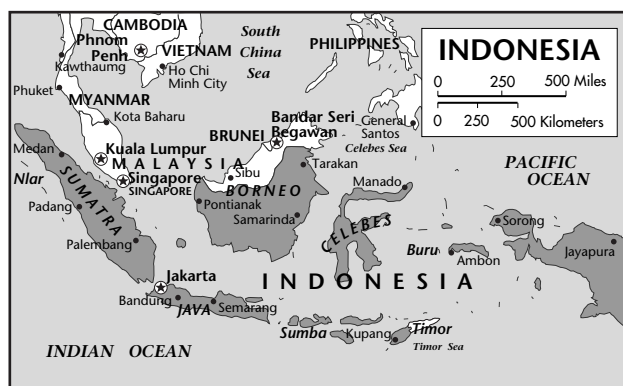 CAMBODIA
Phnom
Penh
Kawthaumg
VIETNAM
Ho Chi
Minh City
South
China
Sea
PHILIPPINES
INDONESIA
0 250 500 Miles
0 250 500 Kilometers
Phuket
MYANMAR
Kota Baharu
BRUNEI
Bandar Seri
Begawan
General
Santos
Celebes Sea
Medan
Kuala Lumpur
MALAYSIA
Singapore
SINGAPORE
Sibu
BORNEO
Tarakan
Manado
PACIFIC
OCEAN
NIar
SUMATRA
Padang
Pontianak
Samarinda
CELEBES
Sorong
Palembang
Buru
Ambon
Jayapura
Jakarta
INDONESIA
Bandung
JAVA
Semarang
Sumba
Kupang
Timor
Timor Sea
INDIAN OCEAN